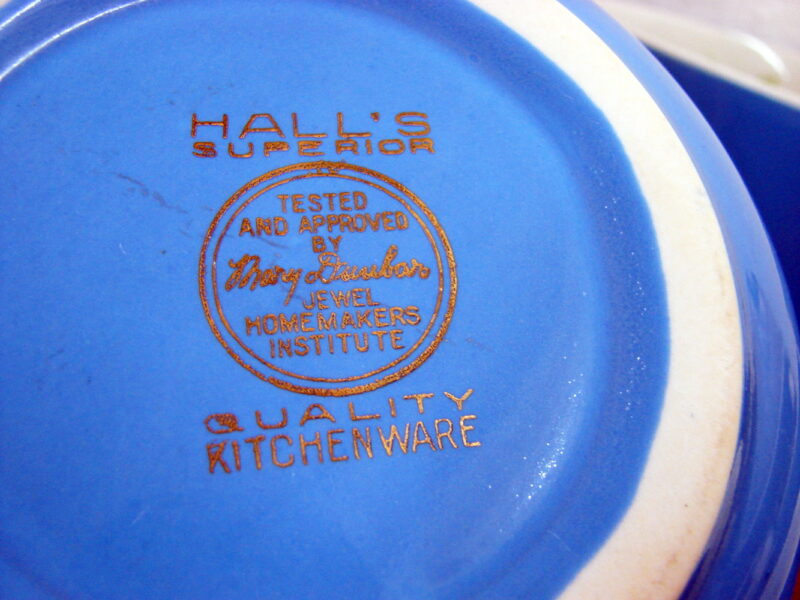 HALL'S
SUPERIOR
TESTED
AND APPROVED
BY
Mary Dunbar
JEWEL
HOMEMAKERS
INSTITUTE
QUALITY
KITCHENWARE